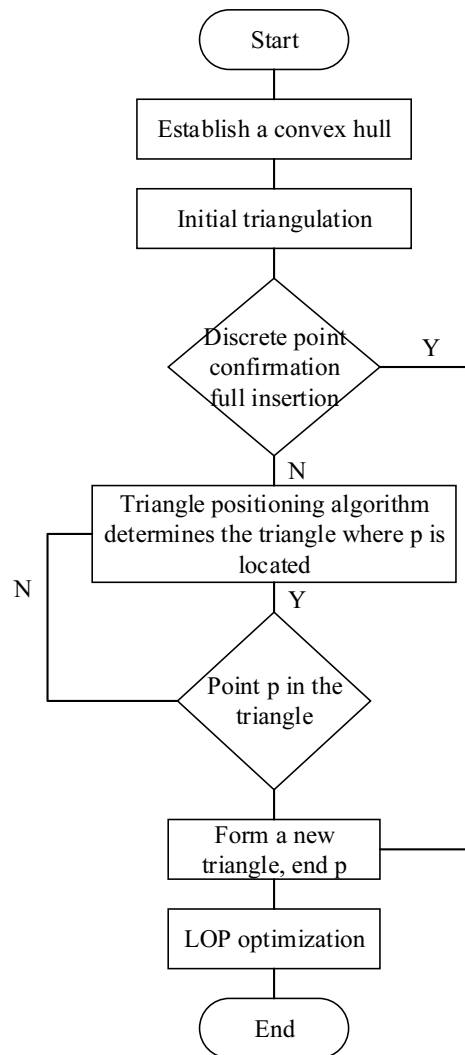 Start
Establish a convex hull
Initial triangulation
Discrete point
confirmation
full insertion
Y
N
Triangle positioning algorithm
determines the triangle where p is
located
N
Y
Point p in the
triangle
Form a new
triangle, end p
LOP optimization
End